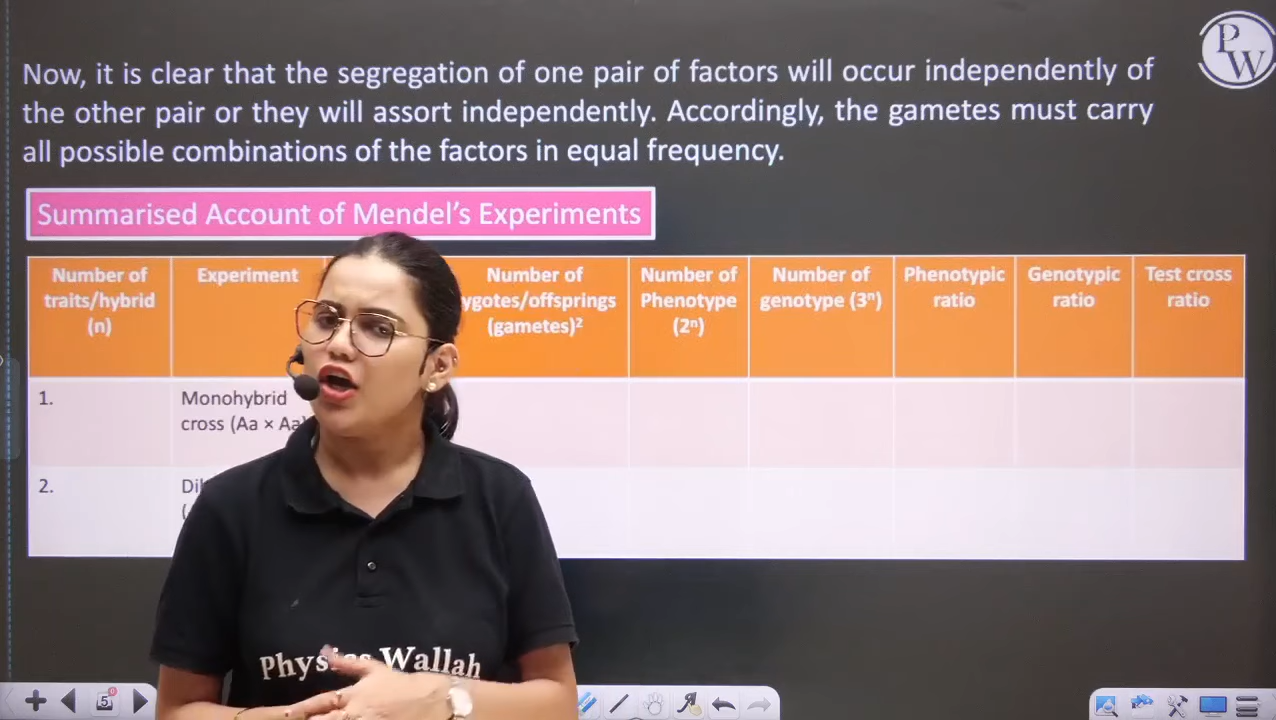 PW
Now, it is clear that the segregation of one pair of factors will occur independently of
the other pair or they will assort independently. Accordingly, the gametes must carry
all possible combinations of the factors in equal frequency.
Summarised Account of Mendel's Experiments
Number of
traits/hybrid
(n)
Experiment
Number of
ygotes/offsprings
(gametes)²
Number of
Phenotype
(2ⁿ)
Number of
genotype (3ⁿ)
Phenotypic
ratio
Genotypic
ratio
Test cross
ratio
1.
Monohybrid
cross (Aa × Aa)
2.
5
Physics Wallah